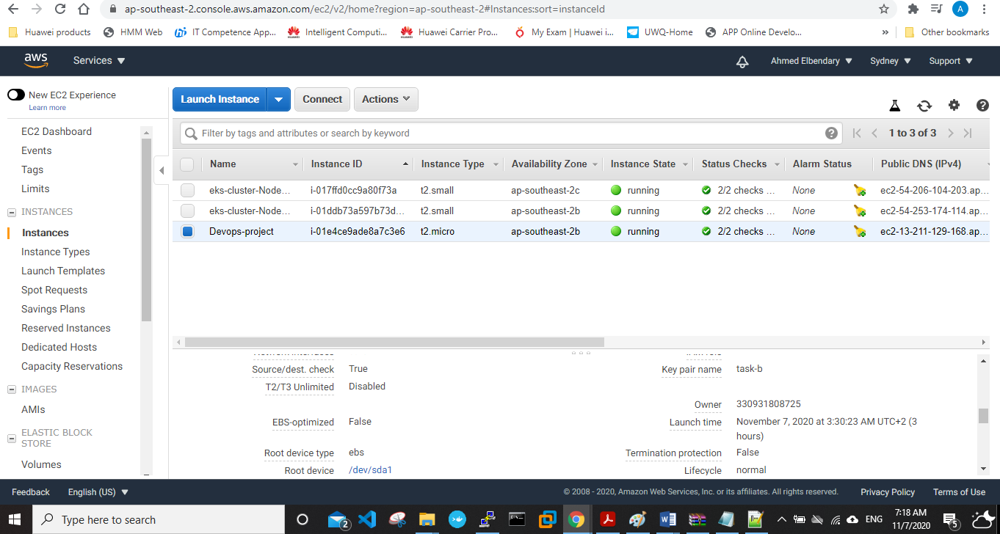 ap-southeast-2.console.aws.amazon.com/ec2/v2/home?region=ap-southeast-2#Instances:sort=instanceId
A
Huawei products HMM Web IT Competence App... Intelligent Computi... Huawei Carrier Pro... My Exam | Huawei i... UWQ-Home APP Online Develo... » Other bookmarks
aws Services Ahmed Elbendary Sydney Support
New EC2 Experience
Learn more
EC2 Dashboard
Events
Tags
Limits
INSTANCES
Instances
Instance Types
Launch Templates
Spot Requests
Savings Plans
Reserved Instances
Dedicated Hosts
Capacity Reservations
IMAGES
AMIs
ELASTIC BLOCK
STORE
Volumes
Launch Instance Connect Actions
Filter by tags and attributes or search by keyword 1 to 3 of 3
Name Instance ID Instance Type Availability Zone Instance State Status Checks Alarm Status Public DNS (IPv4)
eks-cluster-Node... i-017ffd0cc9a80f73a t2.small ap-southeast-2c running 2/2 checks ... None ec2-54-206-104-203.ap...
eks-cluster-Node... i-01ddb73a597b73d... t2.small ap-southeast-2b running 2/2 checks ... None ec2-54-253-174-114.ap...
Devops-project i-01e4ce9ade8a7c3e6 t2.micro ap-southeast-2b running 2/2 checks ... None ec2-13-211-129-168.ap...
Source/dest. check True Key pair name task-b
T2/T3 Unlimited Disabled
Owner 330931808725
EBS-optimized False Launch time November 7, 2020 at 3:30:23 AM UTC+2 (3
hours)
Root device type ebs Termination protection False
Root device /dev/sda1 Lifecycle normal
Feedback English (US) © 2008 - 2020, Amazon Web Services, Inc. or its affiliates. All rights reserved. Privacy Policy Terms of Use
Type here to search 2 ENG 7:18 AM 5
11/7/2020